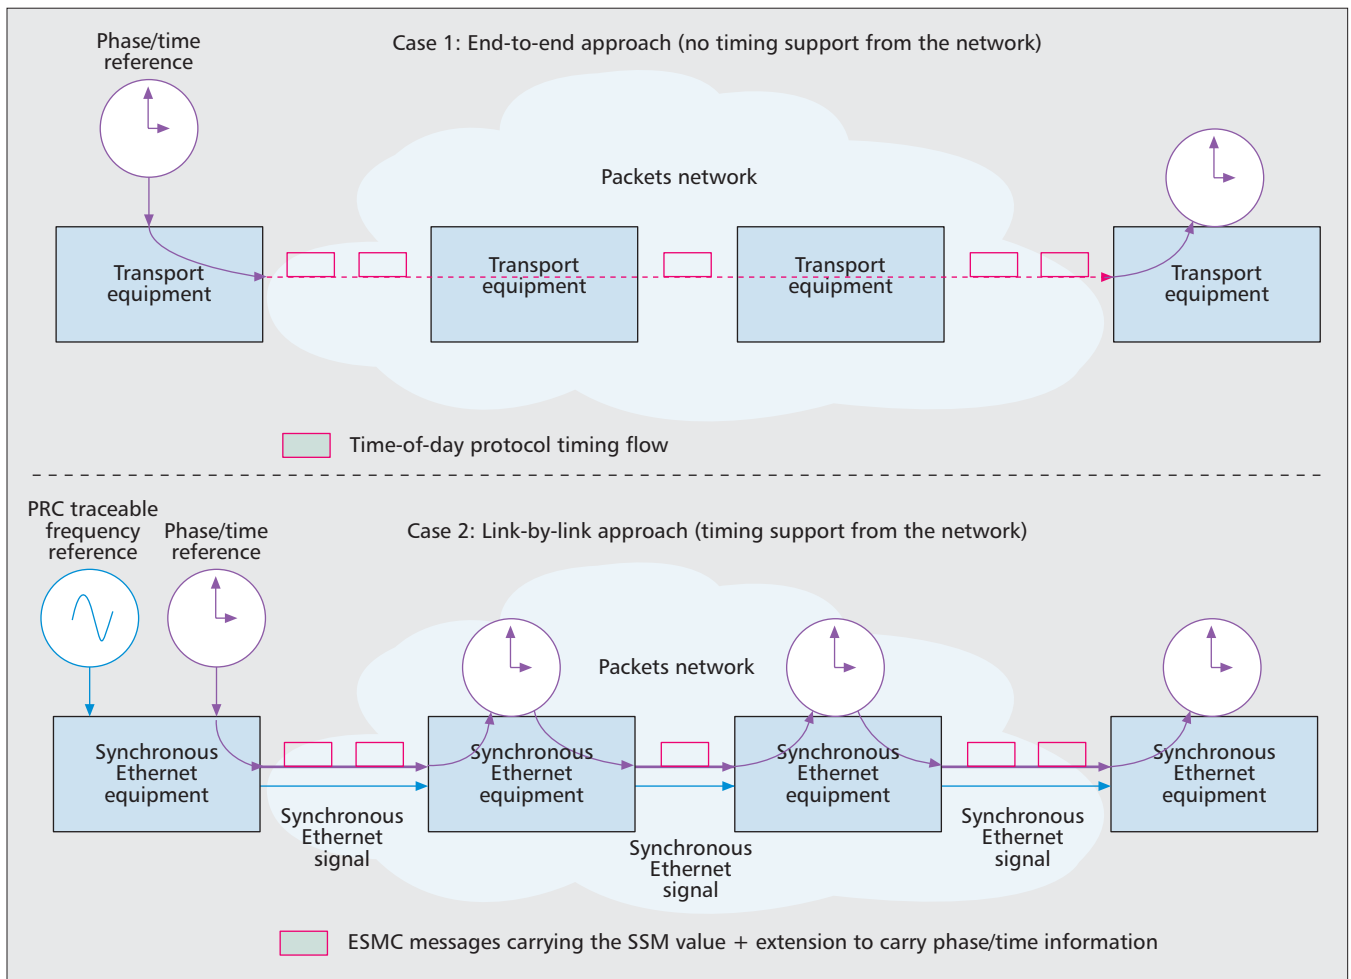 Phase/time
reference
Case 1: End-to-end approach (no timing support from the network)
Packets network
Transport
equipment
Transport
equipment
Transport
equipment
Transport
equipment
Time-of-day protocol timing flow
PRC traceable
frequency
reference
Phase/time
reference
Case 2: Link-by-link approach (timing support from the network)
Packets network
Synchronous
Ethernet
equipment
Synchronous
Ethernet
equipment
Synchronous
Ethernet
equipment
Synchronous
Ethernet
equipment
Synchronous
Ethernet
signal
Synchronous
Ethernet
signal
Synchronous
Ethernet
signal
ESMC messages carrying the SSM value + extension to carry phase/time information